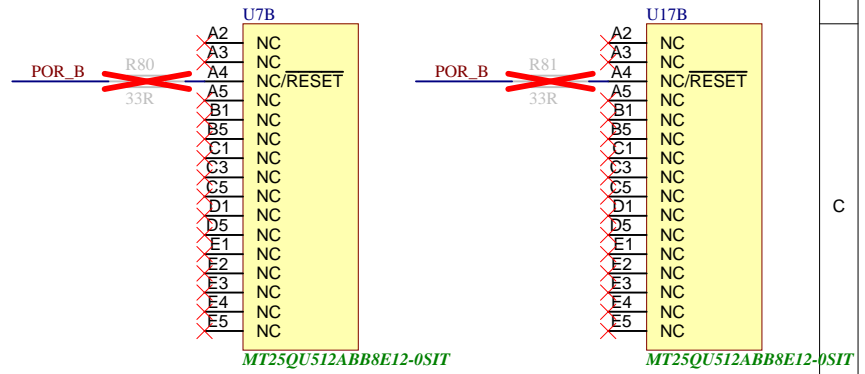 U7B
A2 NC
A3 NC
POR_B R80 33R A4 NC/RESET
A5 NC
B1 NC
B5 NC
C1 NC
C3 NC
C5 NC
D1 NC
D5 NC
E1 NC
E2 NC
E3 NC
E4 NC
E5 NC
MT25QU512ABB8E12-0SIT
U17B
A2 NC
A3 NC
POR_B R81 33R A4 NC/RESET
A5 NC
B1 NC
B5 NC
C1 NC
C3 NC
C5 NC
D1 NC
D5 NC
E1 NC
E2 NC
E3 NC
E4 NC
E5 NC
MT25QU512ABB8E12-0SIT
C